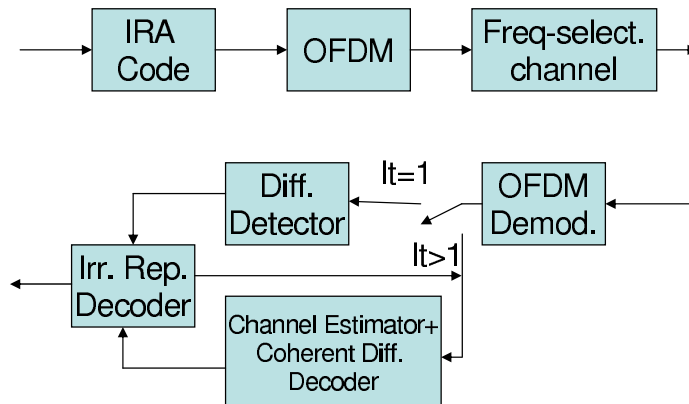 IRA
Code
OFDM
Freq-select.
channel
Diff.
Detector
It=1
OFDM
Demod.
It>1
Irr. Rep.
Decoder
Channel Estimator+
Coherent Diff.
Decoder